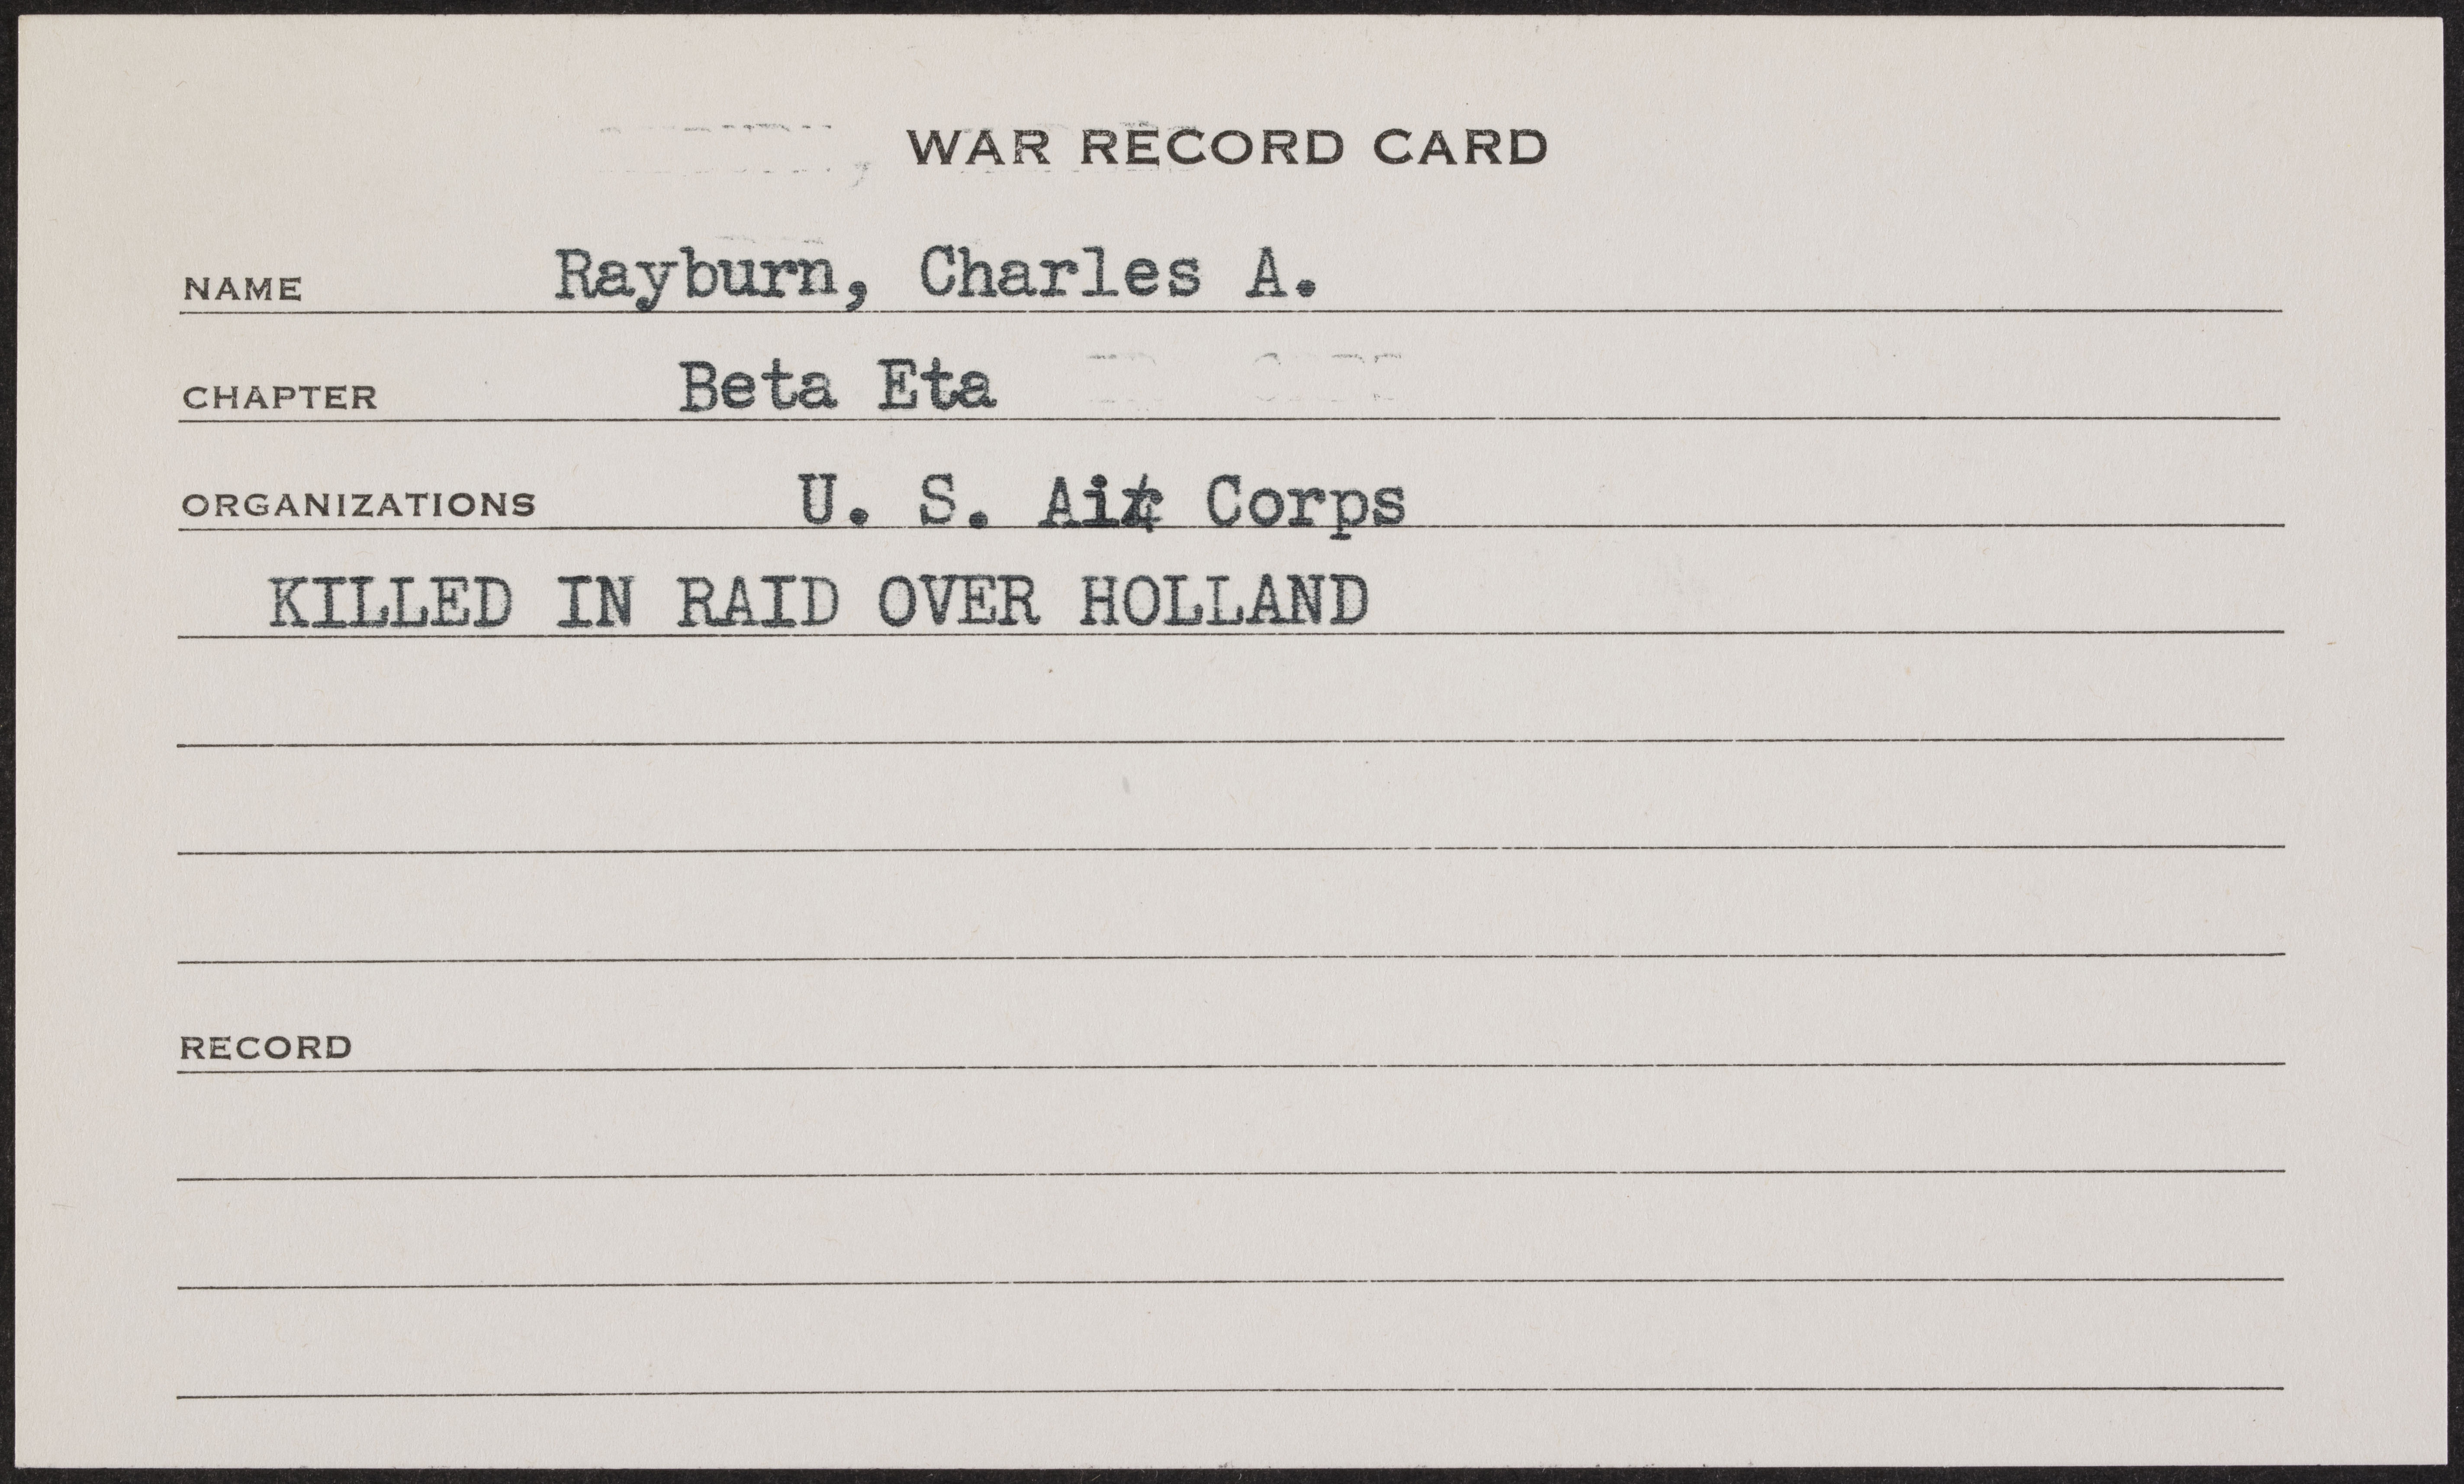 WAR RECORD CARD
NAME Rayburn, Charles A.
CHAPTER Beta Eta
ORGANIZATIONS U. S. Air Corps
KILLED IN RAID OVER HOLLAND
RECORD